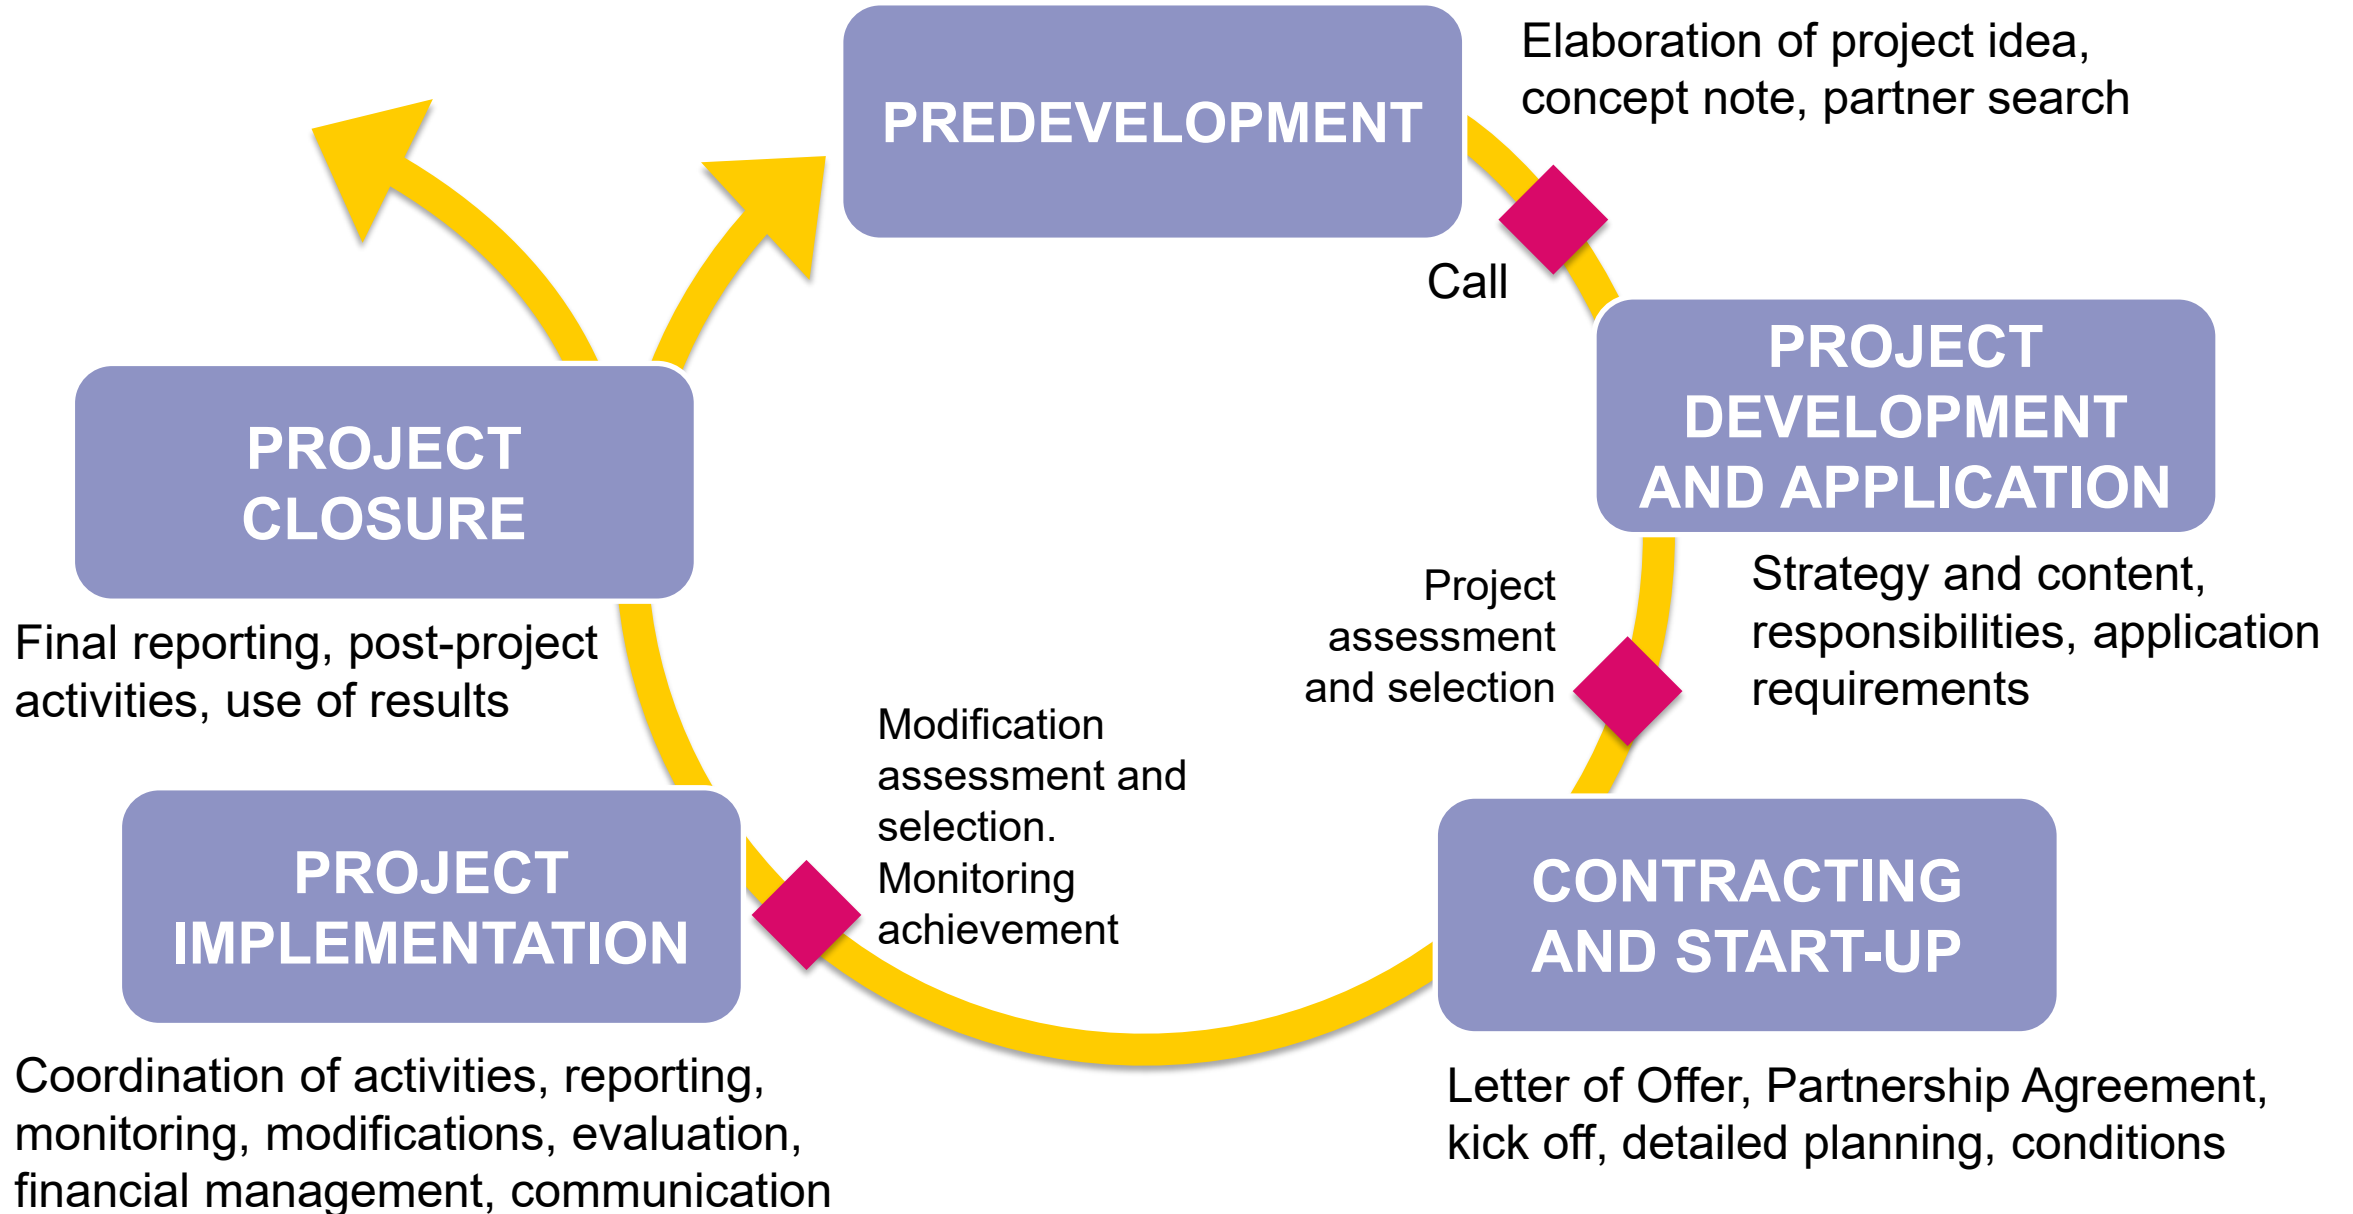 PREDEVELOPMENT
Elaboration of project idea,
concept note, partner search
Call
PROJECT
DEVELOPMENT
AND APPLICATION
Strategy and content,
responsibilities, application
requirements
Project
assessment
and selection
CONTRACTING
AND START-UP
Letter of Offer, Partnership Agreement,
kick off, detailed planning, conditions
Modification
assessment and
selection.
Monitoring
achievement
PROJECT
IMPLEMENTATION
Coordination of activities, reporting,
monitoring, modifications, evaluation,
financial management, communication
PROJECT
CLOSURE
Final reporting, post-project
activities, use of results